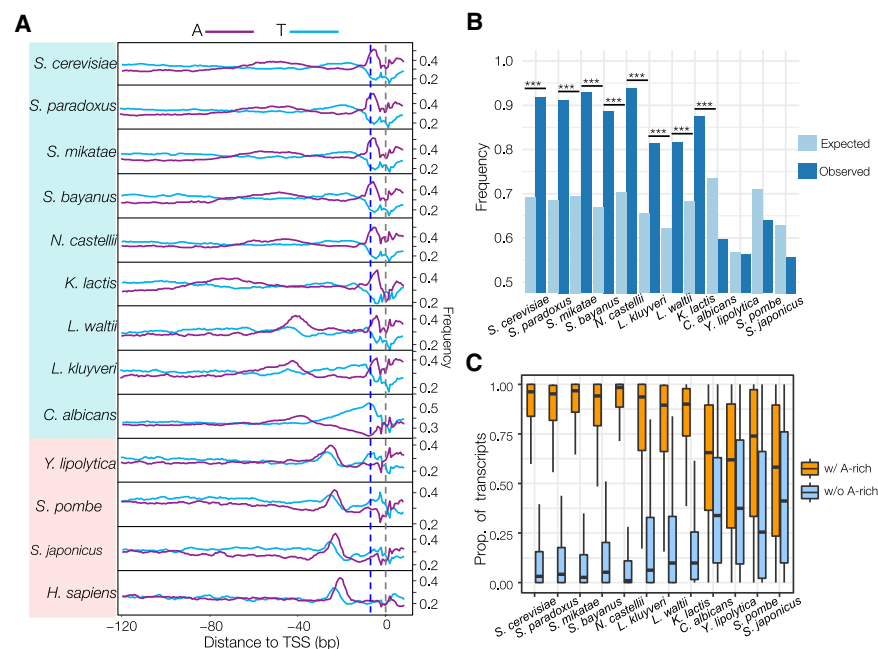 A
A T
S. cerevisiae
S. paradoxus
S. mikatae
S. bayanus
N. castellii
K. lactis
L. waltii
L. kluyveri
C. albicans
Y. lipolytica
S. pombe
S. japonicus
H. sapiens
0.4
0.2
0.4
0.2
0.4
0.2
0.4
0.2
0.4
0.2
0.4
0.2
0.4
0.2
0.4
0.2
0.5
0.3
0.4
0.2
0.4
0.2
0.4
0.2
0.4
0.2
Frequency
−120 −80 −40 0
Distance to TSS (bp)
B
Frequency
1.0
0.9
0.8
0.7
0.6
0.5
*** *** *** *** *** *** *** ***
Expected
Observed
S. cerevisiae
S. paradoxus
S. mikatae
S. bayanus
N. castellii
L. kluyveri
L. waltii
K. lactis
C. albicans
Y. lipolytica
S. pombe
S. japonicus
C
Prop. of transcripts
1.00
0.75
0.50
0.25
0.00
w/ A-rich
w/o A-rich
S. cerevisiae
S. paradoxus
S. mikatae
S. bayanus
N. castellii
L. kluyveri
L. waltii
K. lactis
C. albicans
Y. lipolytica
S. pombe
S. japonicus